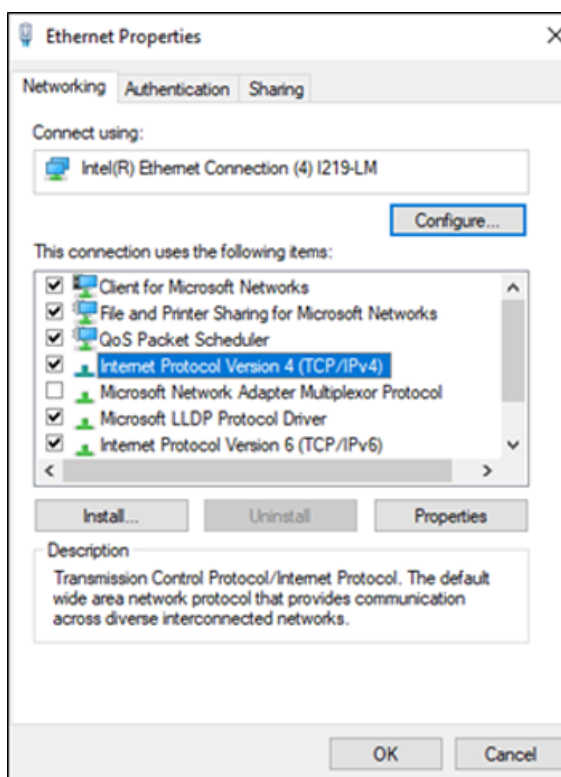 Ethernet Properties
Networking Authentication Sharing
Connect using:
Intel(R) Ethernet Connection (4) I219-LM
Configure...
This connection uses the following items:
Client for Microsoft Networks
File and Printer Sharing for Microsoft Networks
QoS Packet Scheduler
Internet Protocol Version 4 (TCP/IPv4)
Microsoft Network Adapter Multiplexor Protocol
Microsoft LLDP Protocol Driver
Internet Protocol Version 6 (TCP/IPv6)
Install... Uninstall Properties
Description
Transmission Control Protocol/Internet Protocol. The default
wide area network protocol that provides communication
across diverse interconnected networks.
OK Cancel